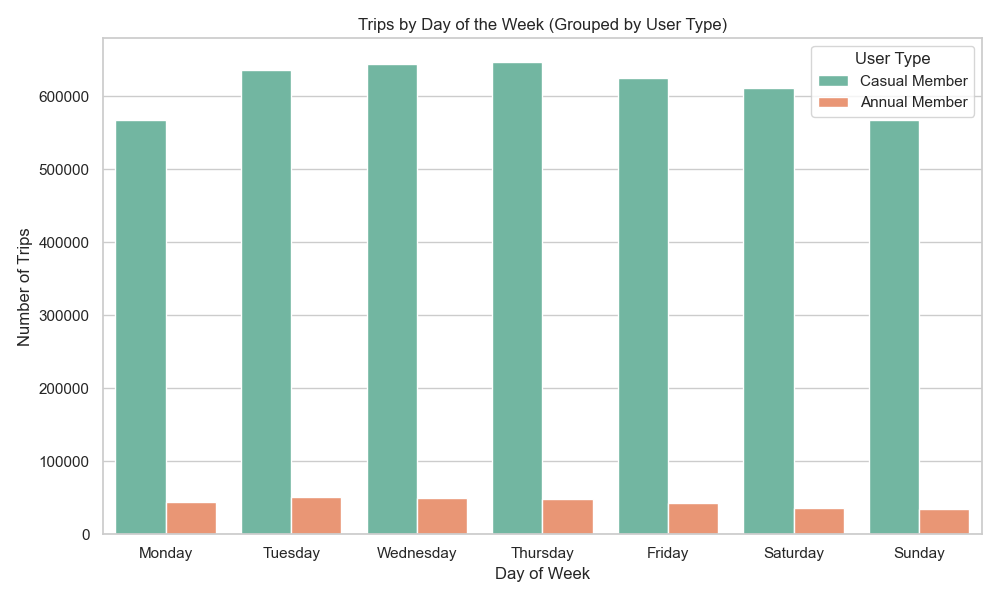 Trips by Day of the Week (Grouped by User Type)
User Type
Casual Member
Annual Member
600000
500000
400000
300000
200000
100000
0
Number of Trips
Monday Tuesday Wednesday Thursday Friday Saturday Sunday
Day of Week